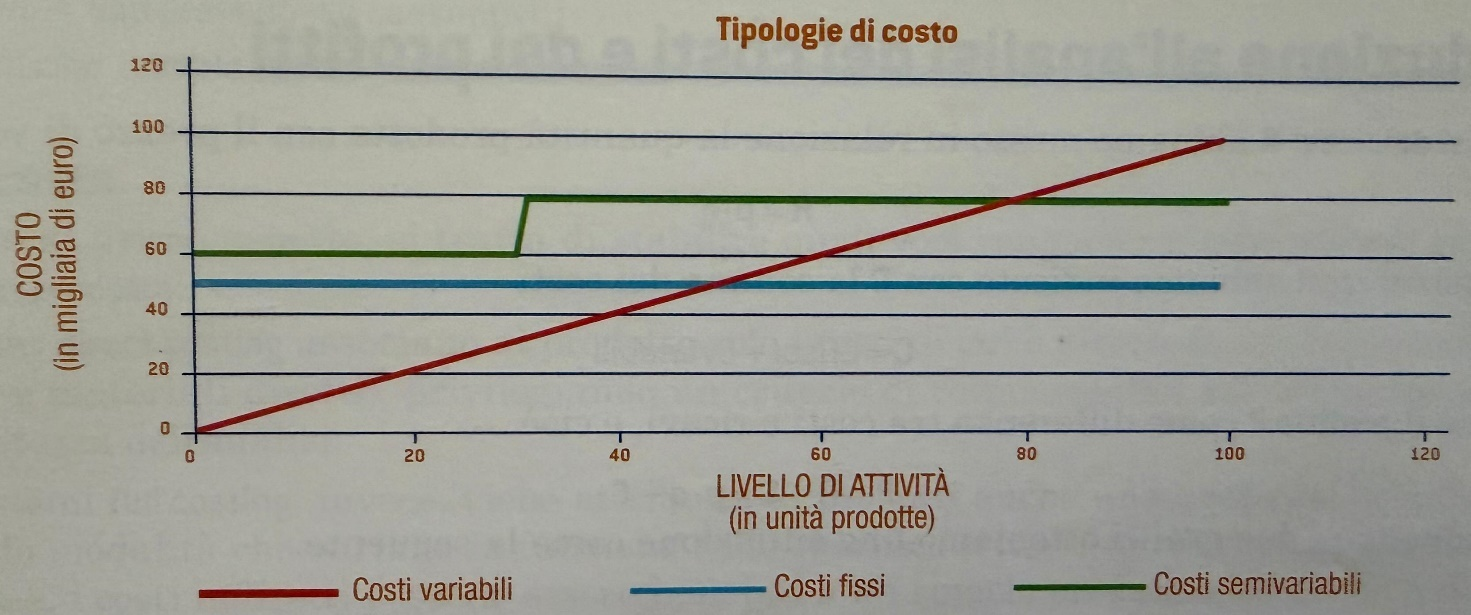 Tipologie di costo
120
100
80
60
40
20
0
COSTO
(in migliaia di euro)
0 20 40 60 80 100 120
LIVELLO DI ATTIVITÀ
(in unità prodotte)
Costi variabili Costi fissi Costi semivariabili